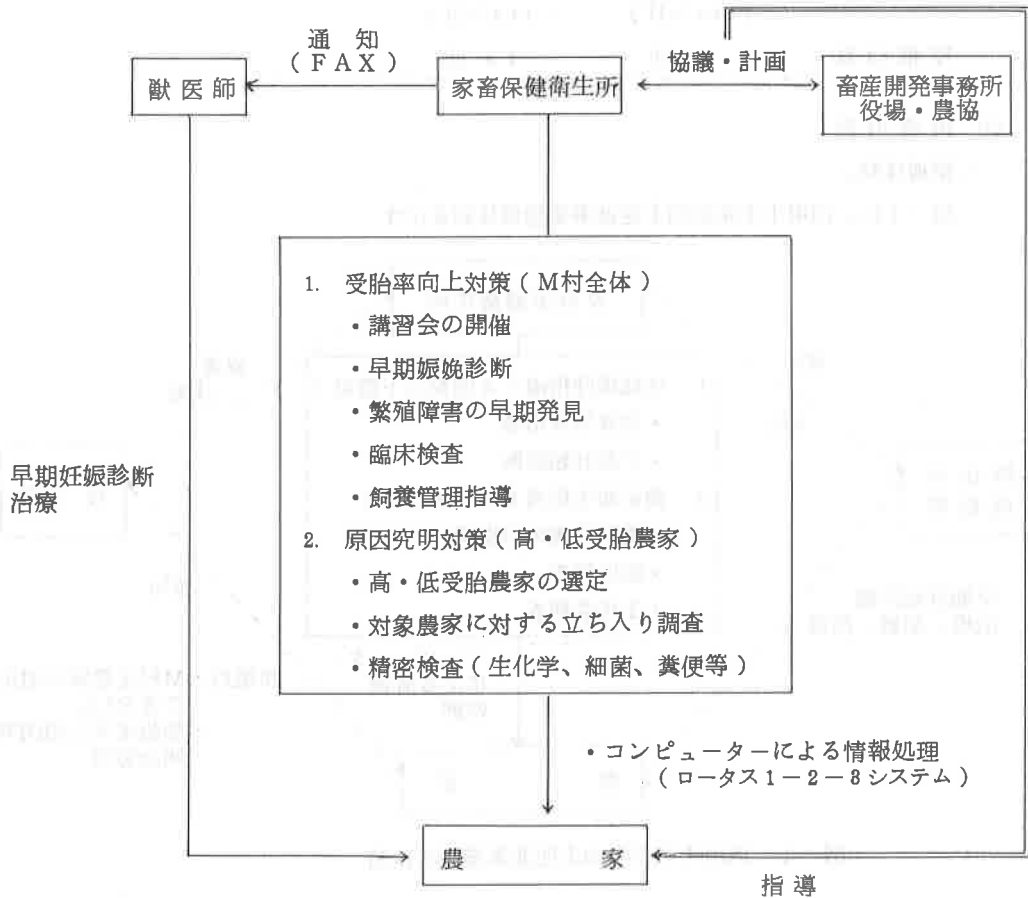 通　知
（FAX）
協議・計画
獣 医 師
家畜保健衛生所
畜産開発事務所
役場・農協
1.　受胎率向上対策（M村全体）
・講習会の開催
・早期娠娩診断
・繁殖障害の早期発見
・臨床検査
・飼養管理指導
2.　原因究明対策（高・低受胎農家）
・高・低受胎農家の選定
・対象農家に対する立ち入り調査
・精密検査（生化学、細菌、糞便等）
早期妊娠診断
治療
・コンピューターによる情報処理
（ロータス1－2－3システム）
農　　　家
指 導